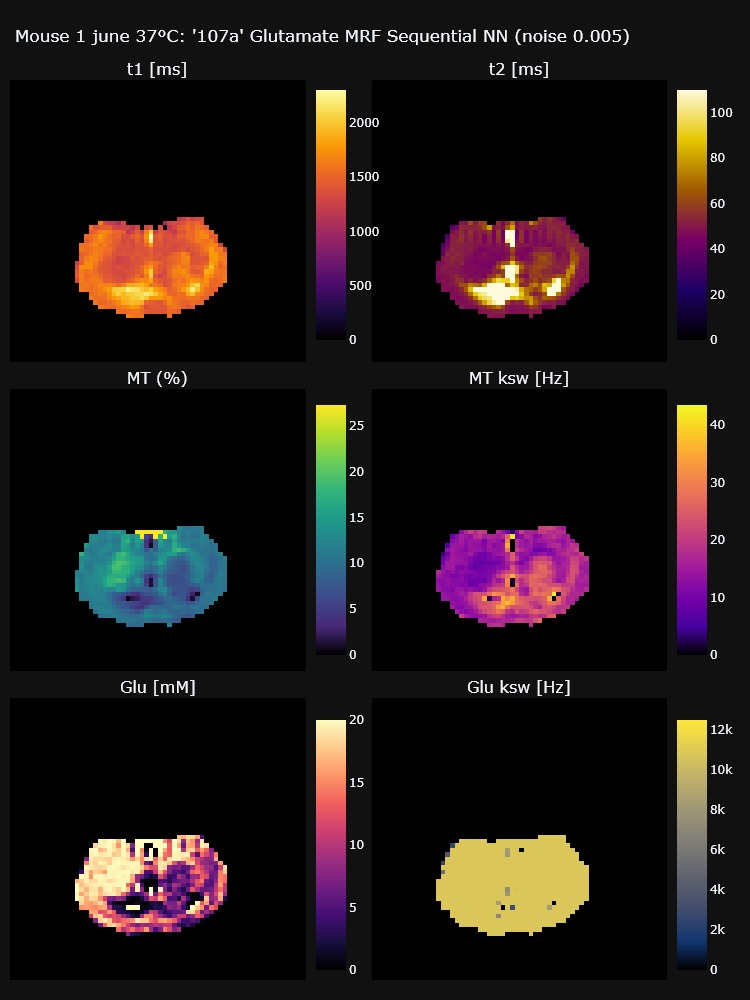 Mouse 1 june 37ºC: '107a' Glutamate MRF Sequential NN (noise 0.005)
t1 [ms]
t2 [ms]
2000
1500
1000
500
0
100
80
60
40
20
0
MT (%)
MT ksw [Hz]
25
20
15
10
5
0
40
30
20
10
0
Glu [mM]
Glu ksw [Hz]
20
15
10
5
0
12k
10k
8k
6k
4k
2k
0